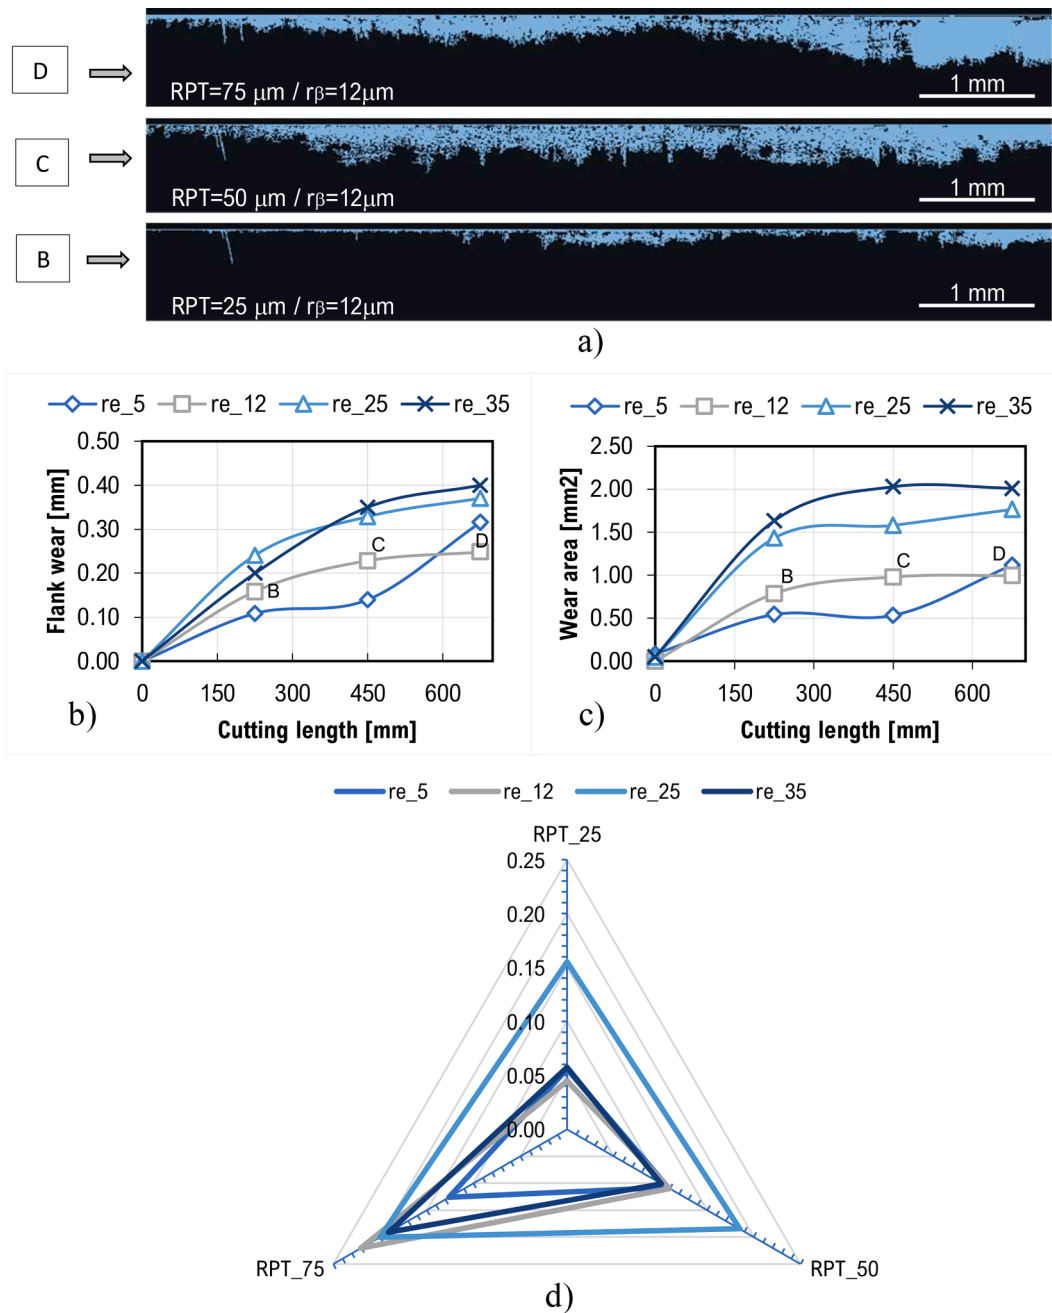 D
RPT=75 μm / rβ=12μm
1 mm
C
RPT=50 μm / rβ=12μm
1 mm
B
RPT=25 μm / rβ=12μm
1 mm
a)
re_5 re_12 re_25 re_35
Flank wear [mm]
0.50
0.40
0.30
0.20
0.10
0.00
B
C
D
0 150 300 450 600
Cutting length [mm]
b)
re_5 re_12 re_25 re_35
Wear area [mm2]
2.50
2.00
1.50
1.00
0.50
0.00
B
C
D
0 150 300 450 600
Cutting length [mm]
c)
re_5 re_12 re_25 re_35
RPT_25
0.25
0.20
0.15
0.10
0.05
0.00
RPT_75
RPT_50
d)